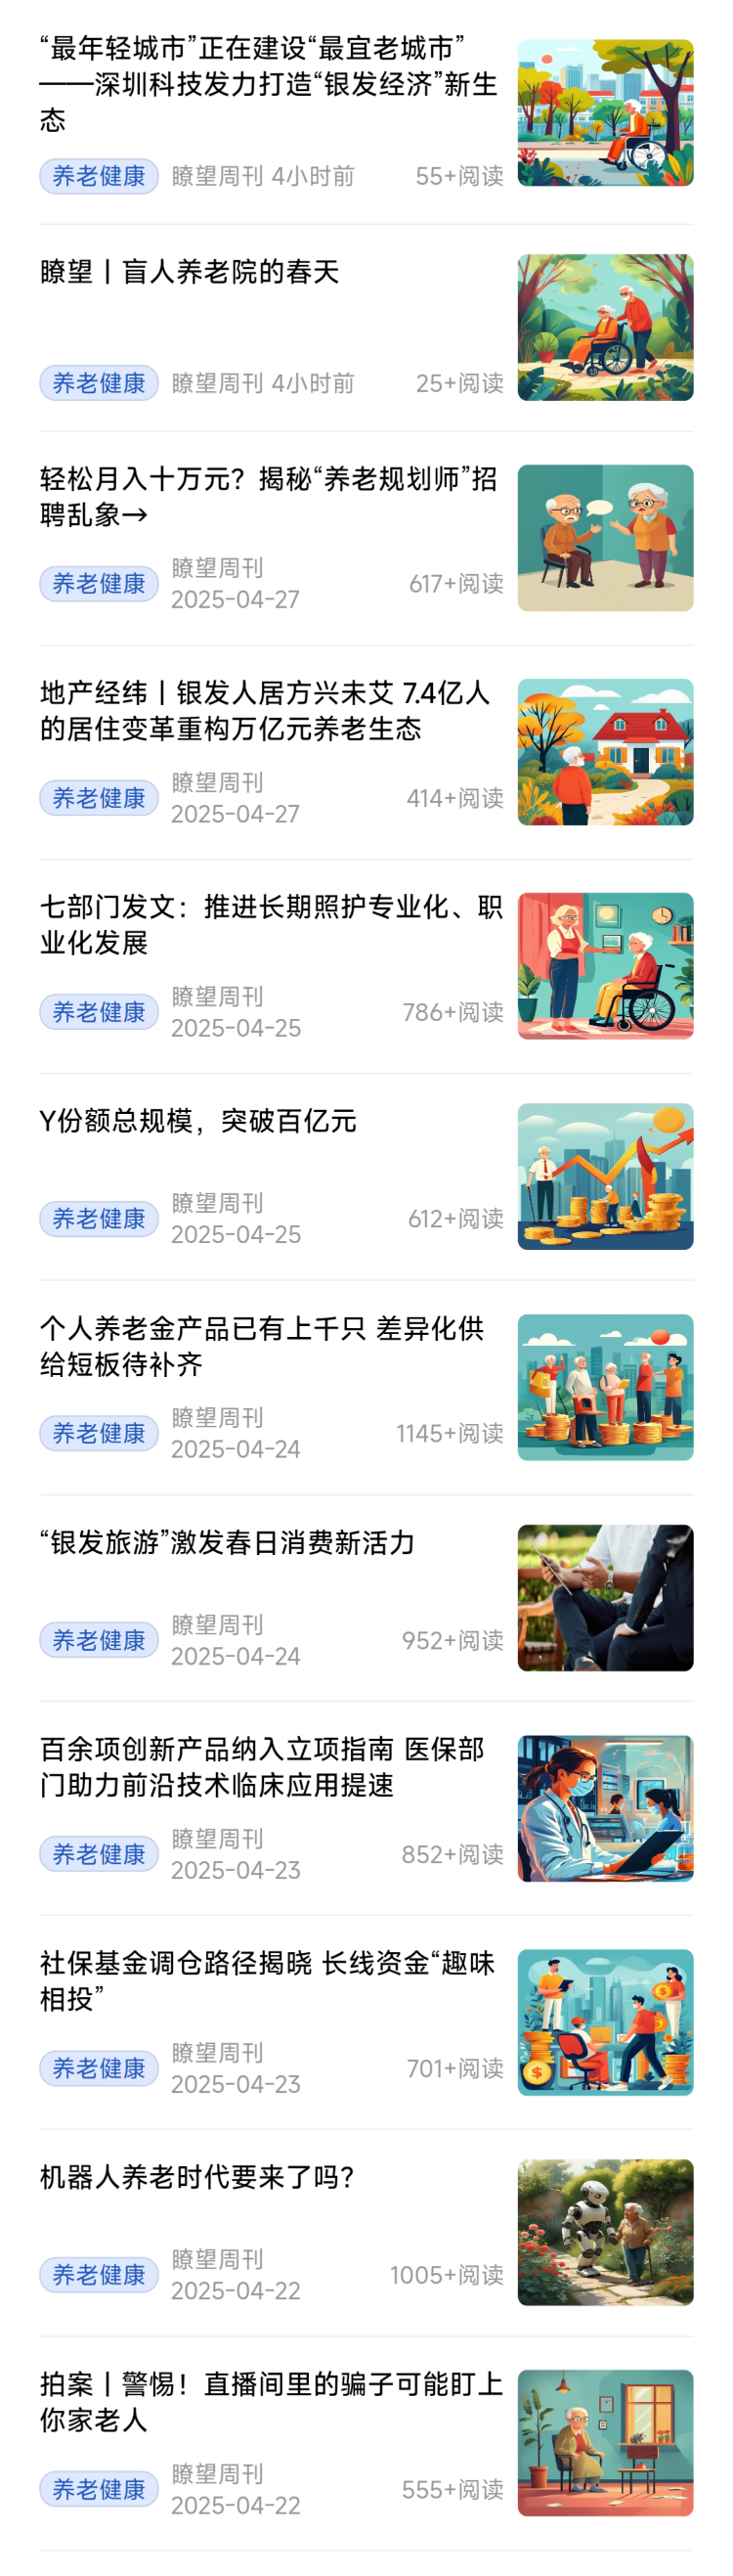 “最年轻城市”正在建设“最宜老城市”
——深圳科技发力打造“银发经济”新生
态
养老健康 瞭望周刊 4小时前 55+阅读
瞭望丨盲人养老院的春天
养老健康 瞭望周刊 4小时前 25+阅读
轻松月入十万元？揭秘“养老规划师”招
聘乱象→
养老健康 瞭望周刊 2025-04-27 617+阅读
地产经纬丨银发人居方兴未艾 7.4亿人
的居住变革重构万亿元养老生态
养老健康 瞭望周刊 2025-04-27 414+阅读
七部门发文：推进长期照护专业化、职
业化发展
养老健康 瞭望周刊 2025-04-25 786+阅读
Y份额总规模，突破百亿元
养老健康 瞭望周刊 2025-04-25 612+阅读
个人养老金产品已有上千只 差异化供
给短板待补齐
养老健康 瞭望周刊 2025-04-24 1145+阅读
“银发旅游”激发春日消费新活力
养老健康 瞭望周刊 2025-04-24 952+阅读
百余项创新产品纳入立项指南 医保部
门助力前沿技术临床应用提速
养老健康 瞭望周刊 2025-04-23 852+阅读
社保基金调仓路径揭晓 长线资金“趣味
相投”
养老健康 瞭望周刊 2025-04-23 701+阅读
机器人养老时代要来了吗？
养老健康 瞭望周刊 2025-04-22 1005+阅读
拍案丨警惕！直播间里的骗子可能盯上
你家老人
养老健康 瞭望周刊 2025-04-22 555+阅读